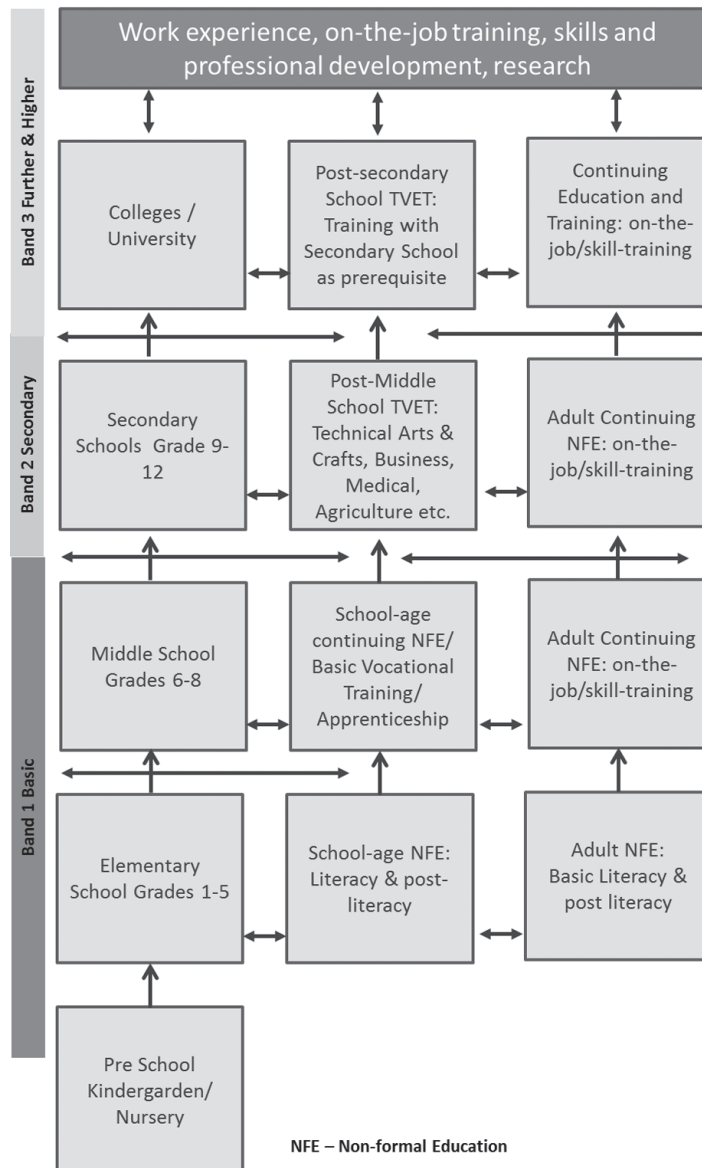 Work experience, on-the-job training, skills and
professional development, research
Band 3 Further & Higher
Colleges /
University
Post-secondary
School TVET:
Training with
Secondary School
as prerequisite
Continuing
Education and
Training: on-the-
job/skill-training
Band 2 Secondary
Secondary
Schools Grade 9-
12
Post-Middle
School TVET:
Technical Arts &
Crafts, Business,
Medical,
Agriculture etc.
Adult Continuing
NFE: on-the-
job/skill-training
Band 1 Basic
Middle School
Grades 6-8
School-age
continuing NFE/
Basic Vocational
Training/
Apprenticeship
Adult Continuing
NFE: on-the-
job/skill-training
Elementary
School Grades 1-5
School-age NFE:
Literacy & post-
literacy
Adult NFE:
Basic Literacy &
post literacy
Pre School
Kindergarden/
Nursery
NFE – Non-formal Education